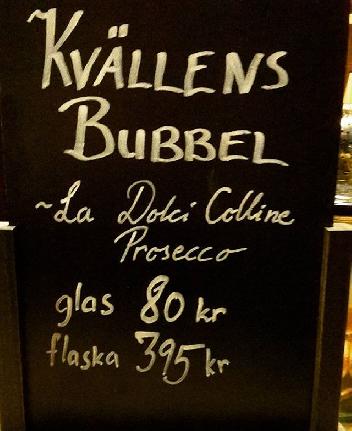 ~KVÄLLENS
BUBBEL
~La Dolci Colline
Prosecco
glas 80 kr
flaska 395 kr